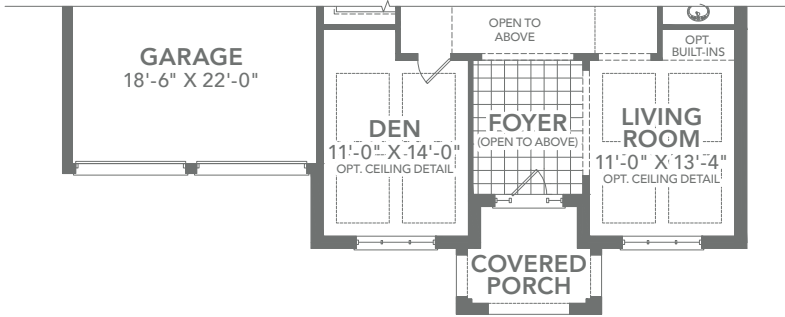 OPEN TO
ABOVE
OPT.
BUILT-INS
GARAGE
18'-6" X 22'-0"
DEN
11'-0" X 14'-0"
OPT. CEILING DETAIL
FOYER
(OPEN TO ABOVE)
LIVING
ROOM
11'-0" X 13'-4"
OPT. CEILING DETAIL
COVERED
PORCH